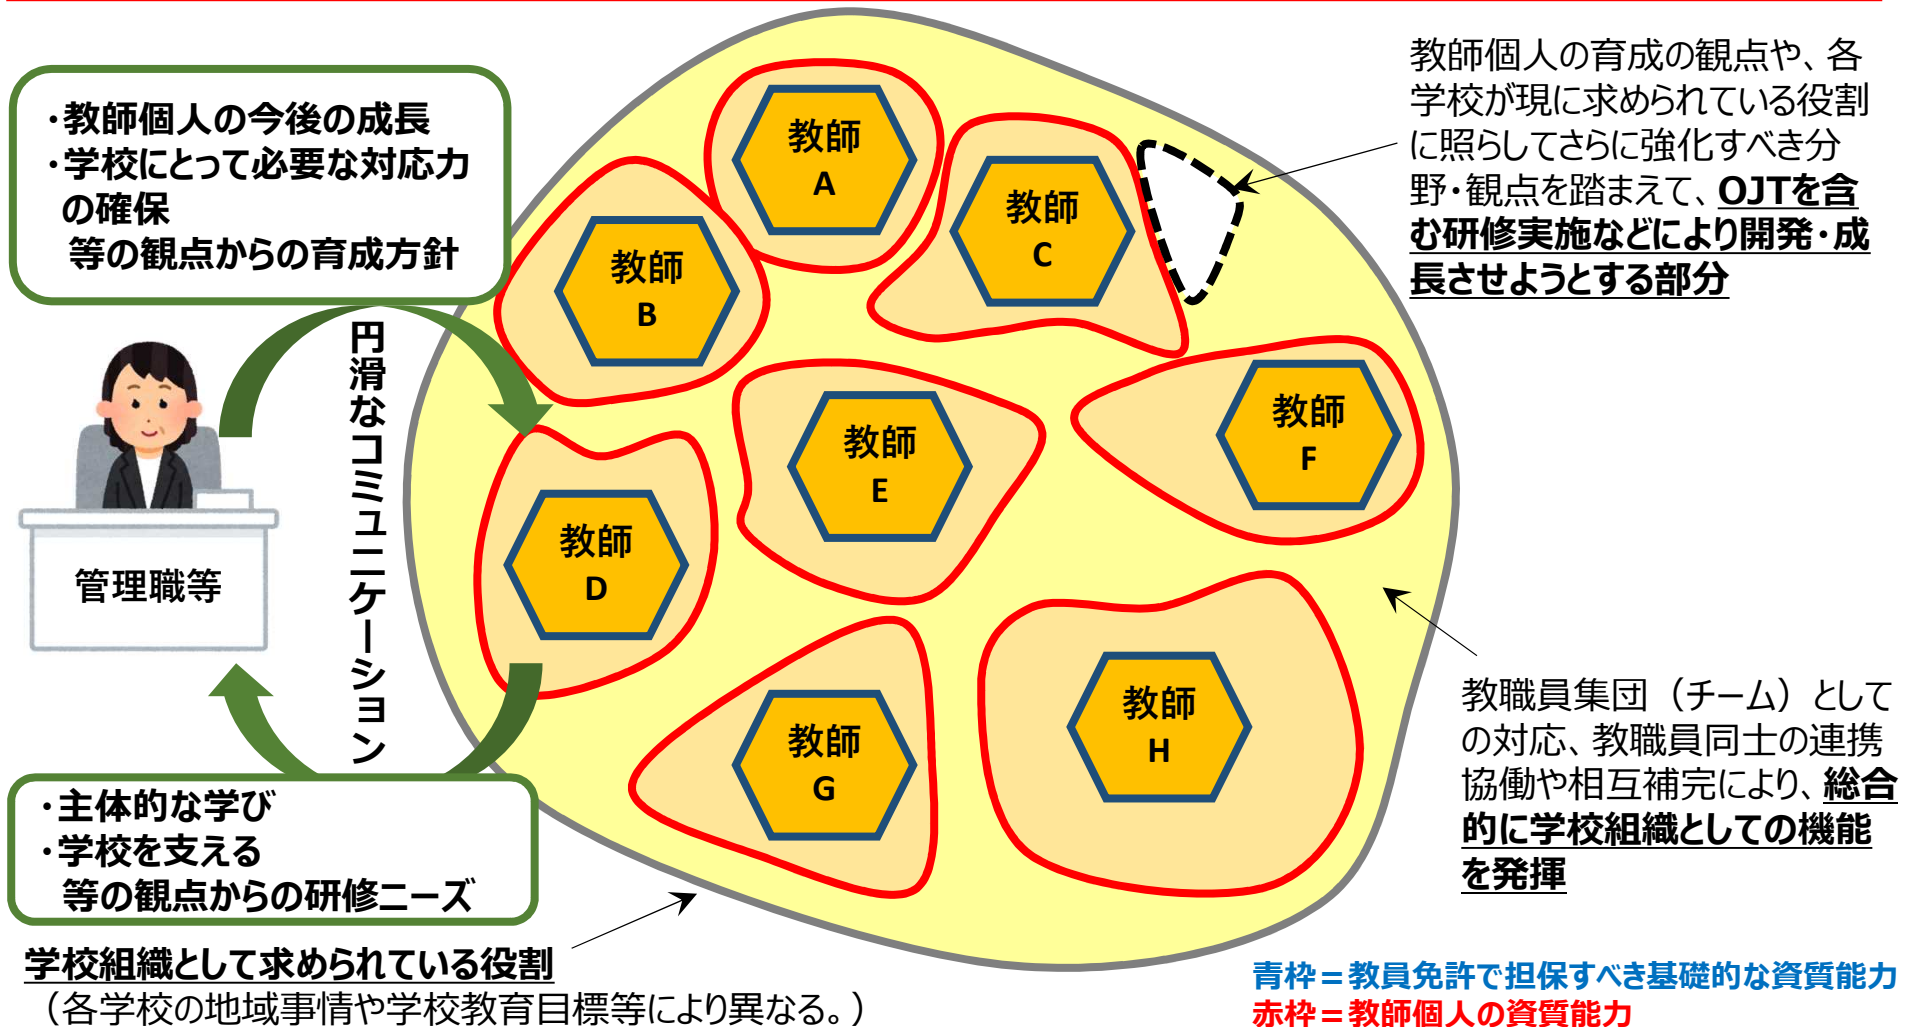 ・教師個人の今後の成長
・学校にとって必要な対応力
の確保
等の観点からの育成方針
円滑なコミュニケーション
管理職等
・主体的な学び
・学校を支える
等の観点からの研修ニーズ
学校組織として求められている役割
（各学校の地域事情や学校教育目標等により異なる。）
教師
A
教師
B
教師
C
教師
D
教師
E
教師
F
教師
G
教師
H
教師個人の育成の観点や、各
学校が現に求められている役割
に照らしてさらに強化すべき分
野・観点を踏まえて、OJTを含
む研修実施などにより開発・成
長させようとする部分
教職員集団（チーム）として
の対応、教職員同士の連携
協働や相互補完により、総合
的に学校組織としての機能
を発揮
青枠＝教員免許で担保すべき基礎的な資質能力
赤枠＝教師個人の資質能力